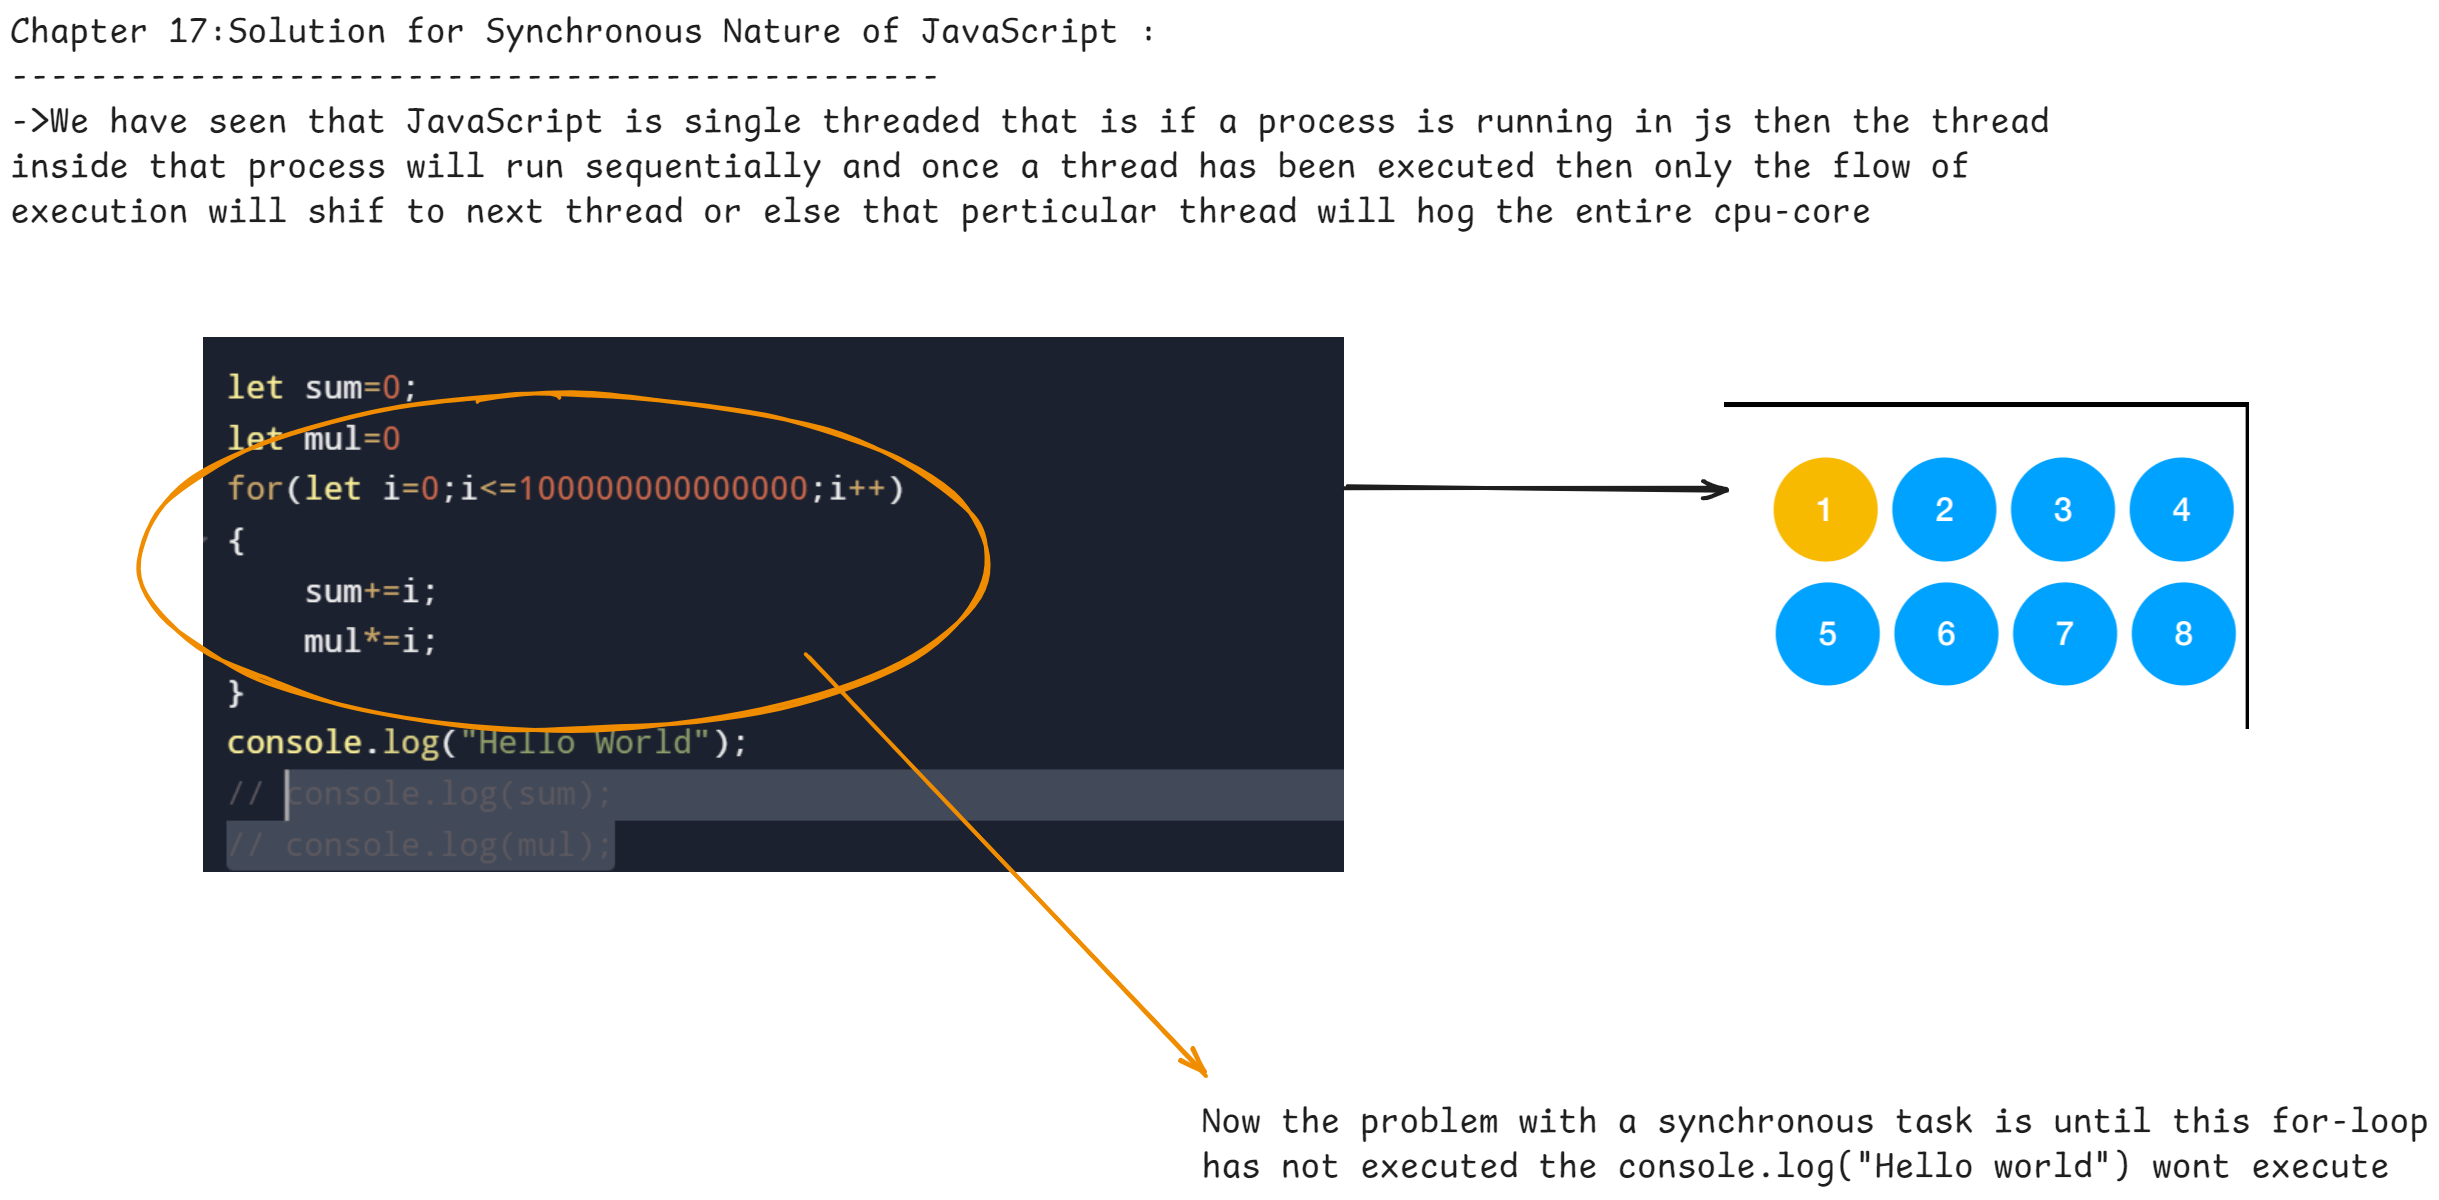 Chapter 17:Solution for Synchronous Nature of JavaScript :
-----------------------------------------------
->We have seen that JavaScript is single threaded that is if a process is running in js then the thread
inside that process will run sequentially and once a thread has been executed then only the flow of
execution will shif to next thread or else that perticular thread will hog the entire cpu-core
let sum=0;
let mul=0
for(let i=0;i<=100000000000000;i++)
{
sum+=i;
mul*=i;
}
console.log("Hello World");
// console.log(sum);
// console.log(mul);
1 2 3 4
5 6 7 8
Now the problem with a synchronous task is until this for-loop
has not executed the console.log("Hello world") wont execute